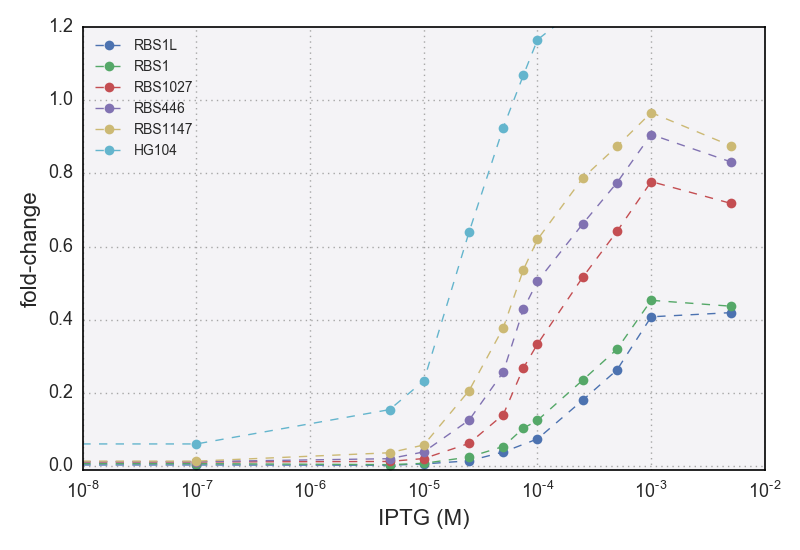 1.2
1.0
0.8
0.6
0.4
0.2
0.0
fold-change
RBS1L
RBS1
RBS1027
RBS446
RBS1147
HG104
10^-8
10^-7
10^-6
10^-5
10^-4
10^-3
10^-2
IPTG (M)